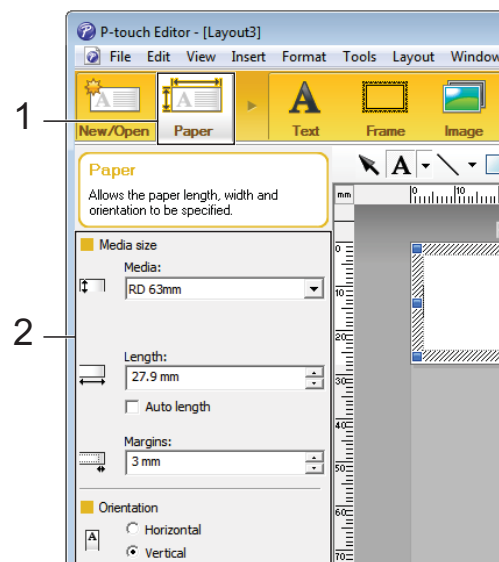 P-touch Editor - [Layout3]
File Edit View Insert Format Tools Layout Window
1
New/Open Paper Text Frame Image
Paper
Allows the paper length, width and
orientation to be specified.
A
mm
0 10
Media size
Media:
RD 63mm
2
Length:
27.9 mm
Auto length
Margins:
3 mm
Orientation
A
Horizontal
Vertical
0
10
20
30
40
50
60
70